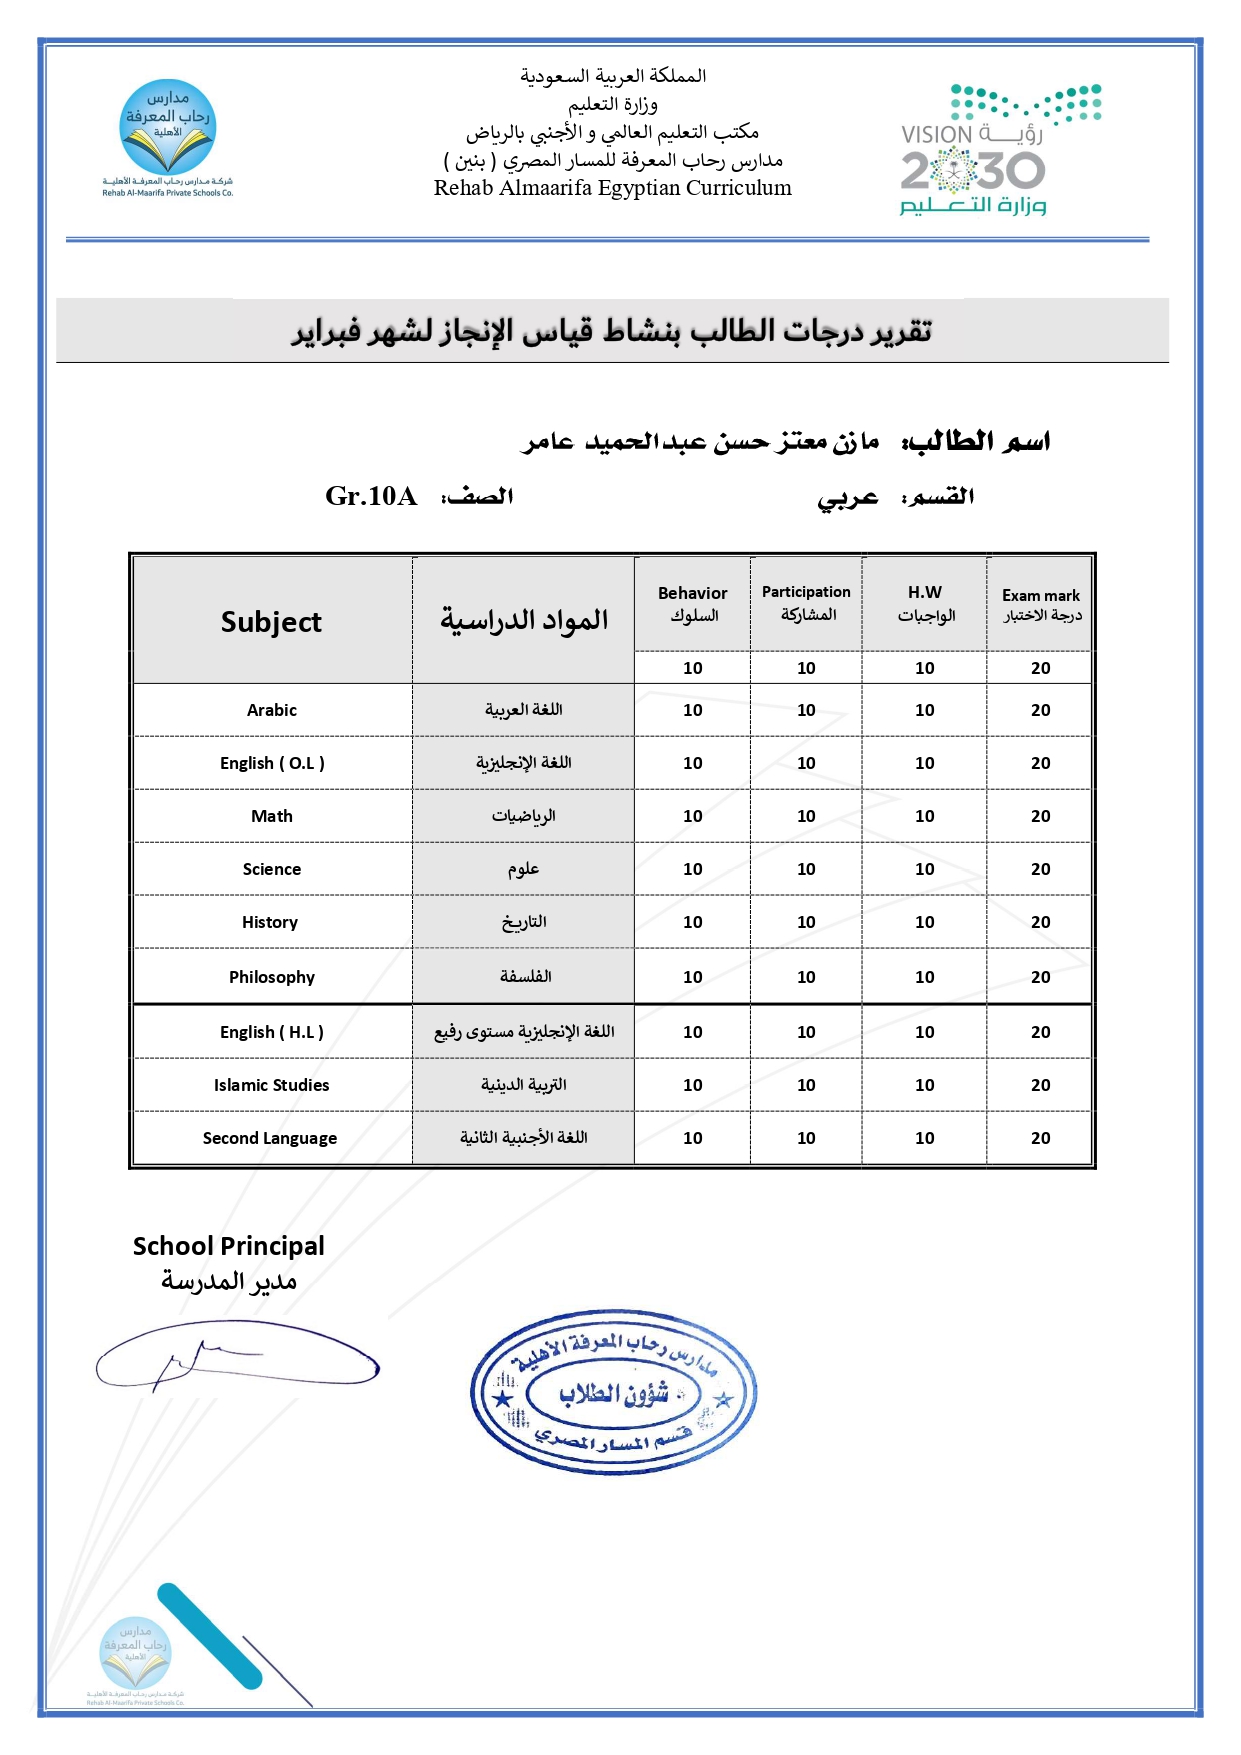 مدارس
رحاب المعرفة
الأهلية
شركة مدارس رحاب المعرفة الأهلية
Rehab Al-Maarifa Private Schools Co.
المملكة العربية السعودية
وزارة التعليم
مكتب التعليم العالمي و الأجنبي بالرياض
مدارس رحاب المعرفة للمسار المصري ( بنين )
Rehab Almaarifa Egyptian Curriculum
VISION رؤيـــة
2030
وزارة التعـــليم
تقرير درجات الطالب بنشاط قياس الإنجاز لشهر فبراير
اسم الطالب: مازن معتز حسن عبدالحميد عامر
القسم: عربي الصف: Gr.10A
Subject المواد الدراسية Behavior Participation H.W Exam mark
السلوك المشاركة الواجبات درجة الاختبار
10 10 10 20
Arabic اللغة العربية 10 10 10 20
English ( O.L ) اللغة الإنجليزية 10 10 10 20
Math الرياضيات 10 10 10 20
Science علوم 10 10 10 20
History التاريخ 10 10 10 20
Philosophy الفلسفة 10 10 10 20
English ( H.L ) اللغة الإنجليزية مستوى رفيع 10 10 10 20
Islamic Studies التربية الدينية 10 10 10 20
Second Language اللغة الأجنبية الثانية 10 10 10 20
School Principal
مدير المدرسة
مدارس رحاب المعرفة الأهلية
شؤون الطلاب
قسم المسار المصري
مدارس
رحاب المعرفة
الأهلية
شركة مدارس رحاب المعرفة الأهلية
Rehab Al-Maarifa Private Schools Co.